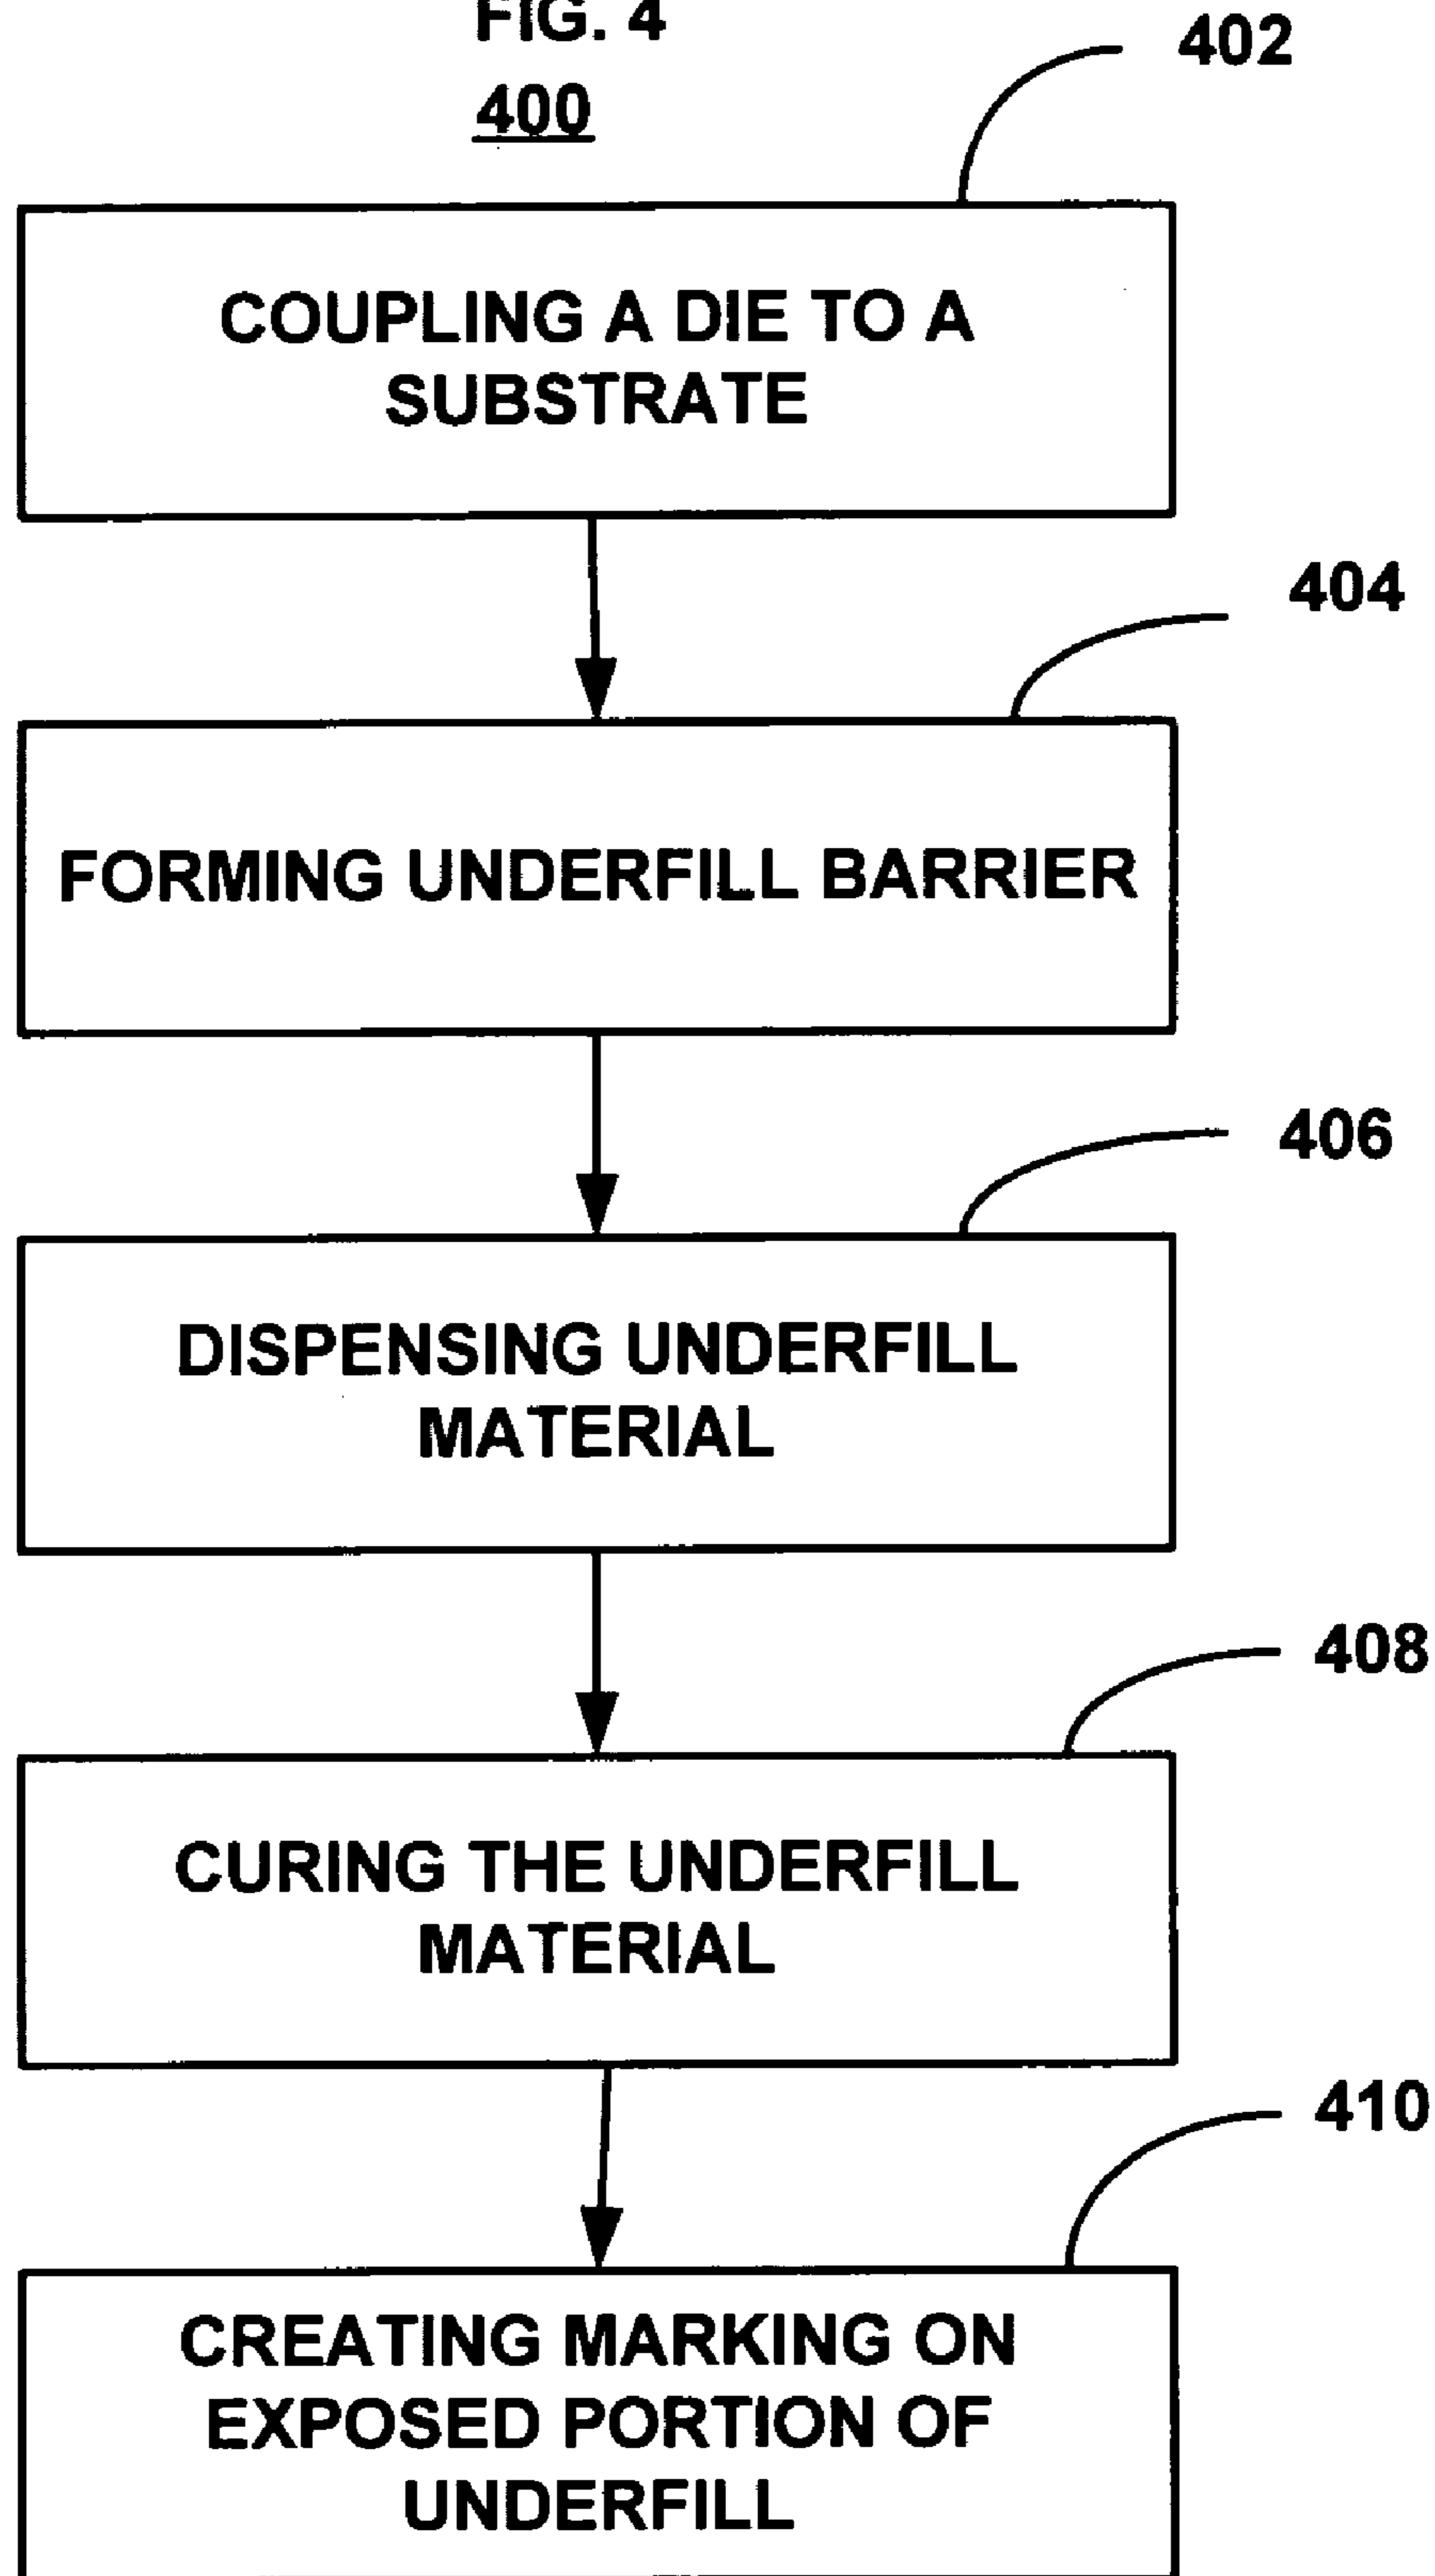 FIG. 4
400
402
COUPLING A DIE TO A
SUBSTRATE
404
FORMING UNDERFILL BARRIER
406
DISPENSING UNDERFILL
MATERIAL
408
CURING THE UNDERFILL
MATERIAL
410
CREATING MARKING ON
EXPOSED PORTION OF
UNDERFILL